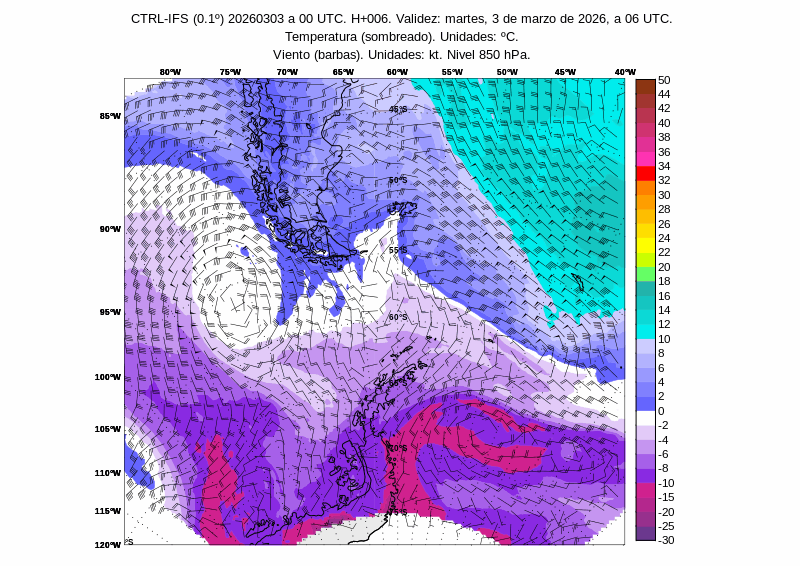 CTRL-IFS (0.1º) 20260303 a 00 UTC. H+006. Validez: martes, 3 de marzo de 2026, a 06 UTC.
Temperatura (sombreado). Unidades: ºC.
Viento (barbas). Unidades: kt. Nivel 850 hPa.
80°W 75°W 70°W 65°W 60°W 55°W 50°W 45°W 40°W
50
44
42
40
38
36
34
32
30
28
26
24
22
20
18
16
14
12
10
8
6
4
2
0
-2
-4
-6
-8
-10
-15
-20
-25
-30
85°W
90°W
95°W
100°W
105°W
110°W
115°W
120°W
45°S
50°S
55°S
60°S
65°S
70°S
75°S
°S